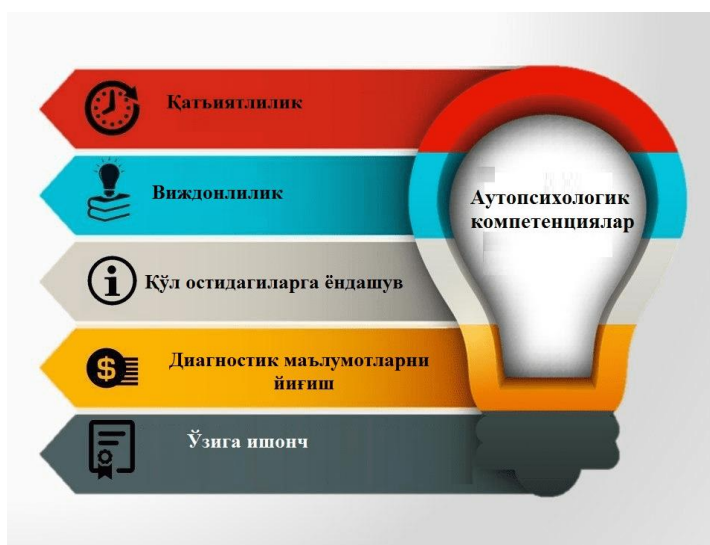 Қатъиятлилик
Виждонлилик
Қўл остидагиларга ёндашув
Диагностик маълумотларни
йиғиш
Ўзига ишонч
Аутопсихологик
компетенциялар